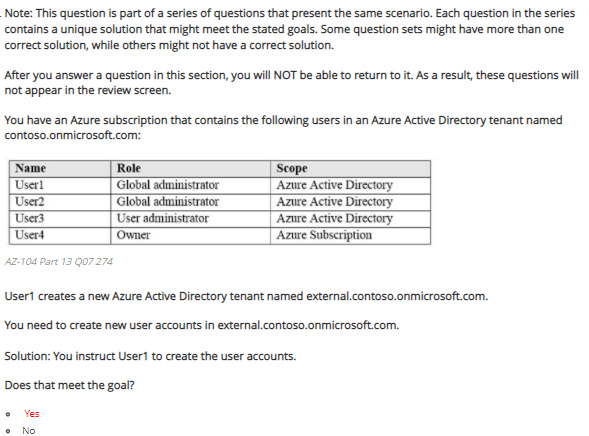 Note: This question is part of a series of questions that present the same scenario. Each question in the series
contains a unique solution that might meet the stated goals. Some question sets might have more than one
correct solution, while others might not have a correct solution.
After you answer a question in this section, you will NOT be able to return to it. As a result, these questions will
not appear in the review screen.
You have an Azure subscription that contains the following users in an Azure Active Directory tenant named
contoso.onmicrosoft.com:
Name Role Scope
User1 Global administrator Azure Active Directory
User2 Global administrator Azure Active Directory
User3 User administrator Azure Active Directory
User4 Owner Azure Subscription
AZ-104 Part 13 Q07 274
User1 creates a new Azure Active Directory tenant named external.contoso.onmicrosoft.com.
You need to create new user accounts in external.contoso.onmicrosoft.com.
Solution: You instruct User1 to create the user accounts.
Does that meet the goal?
Yes
No